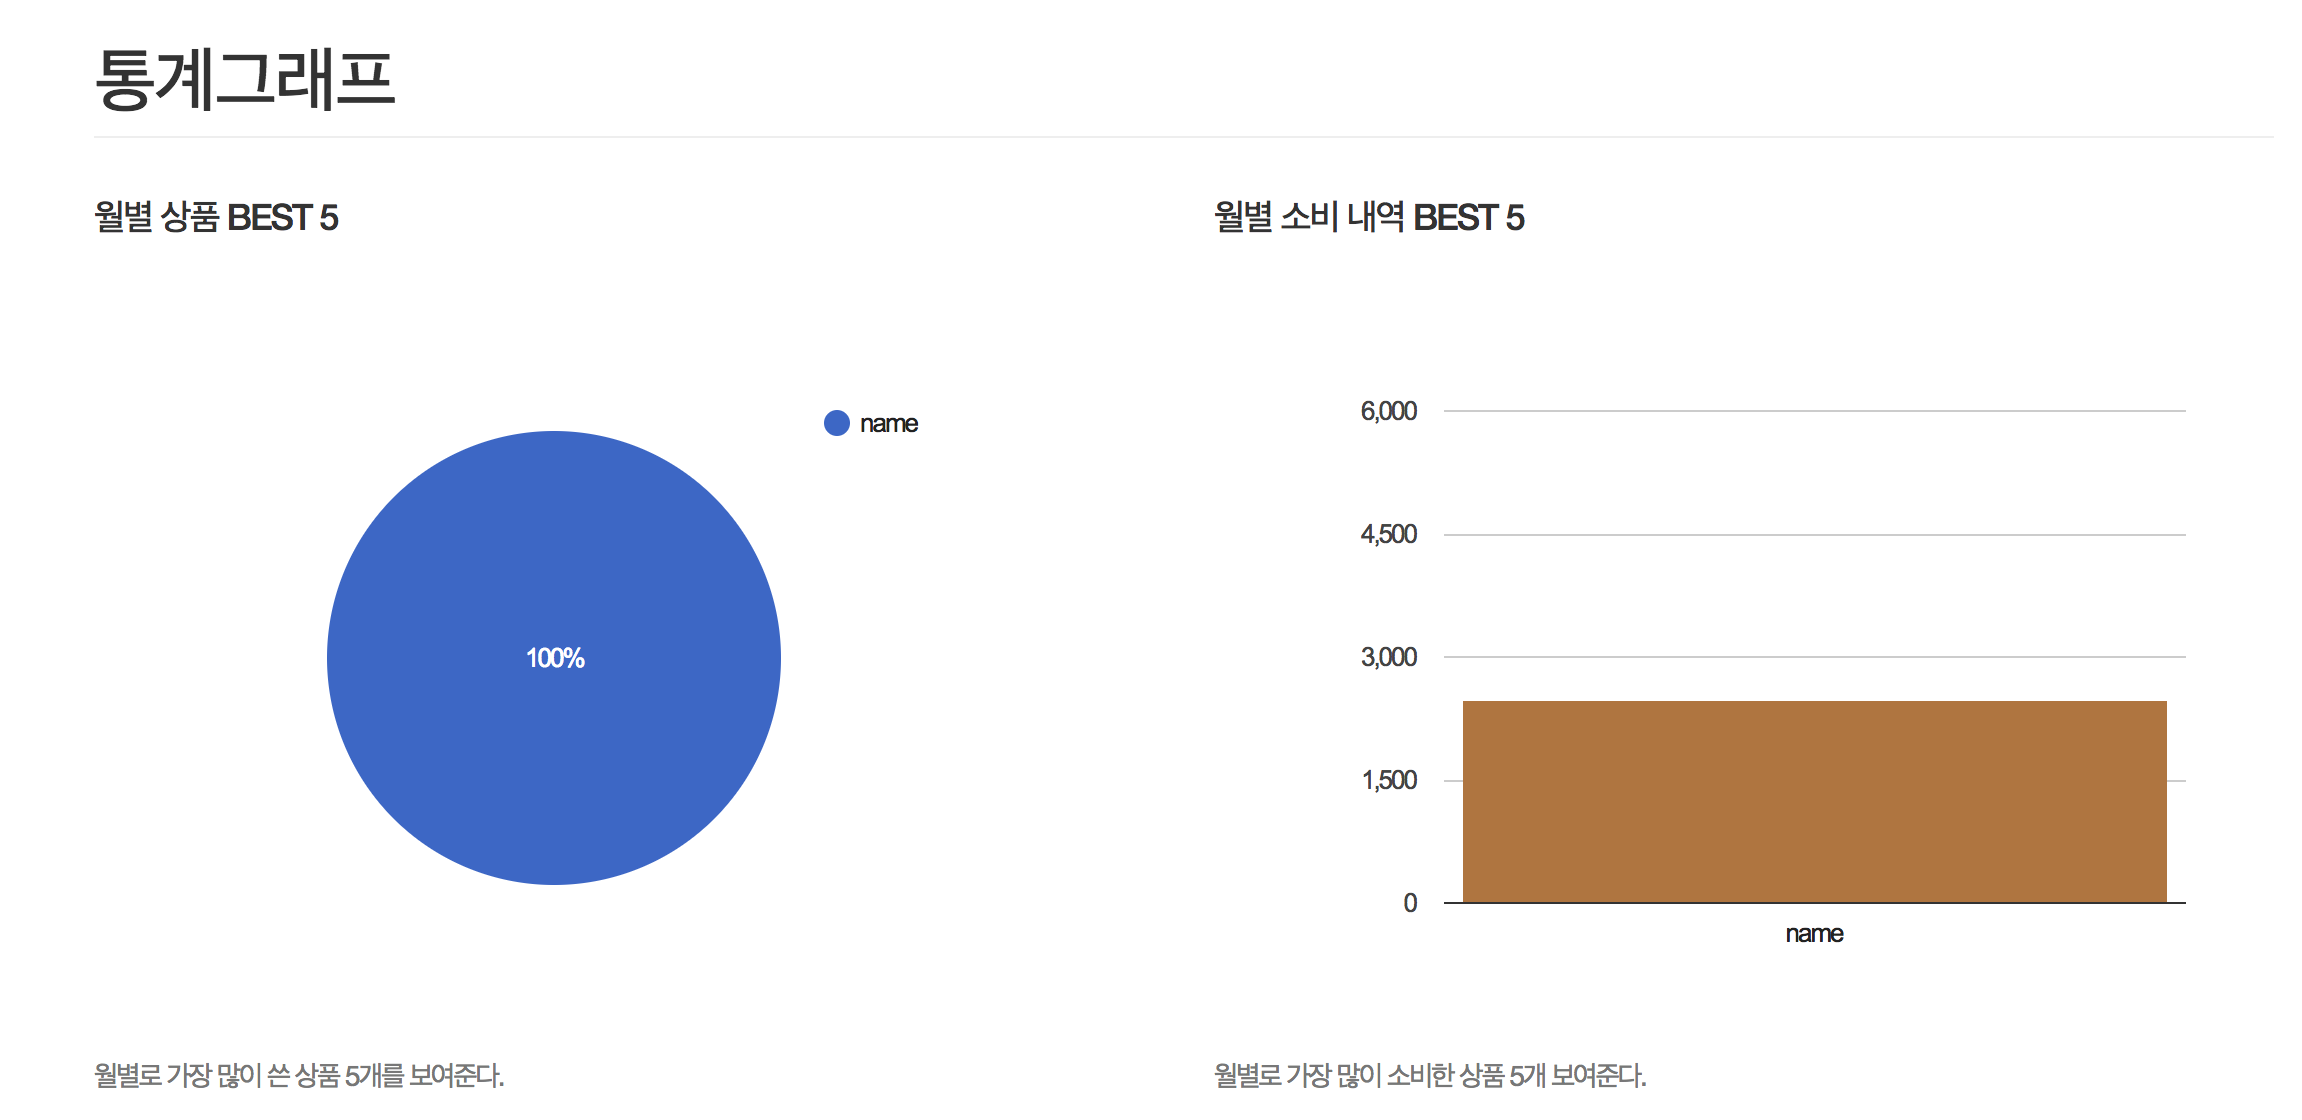 통계그래프
월별 상품 BEST 5
name
100%
월별로 가장 많이 쓴 상품 5개를 보여준다.
월별 소비 내역 BEST 5
6,000
4,500
3,000
1,500
0
name
월별로 가장 많이 소비한 상품 5개 보여준다.